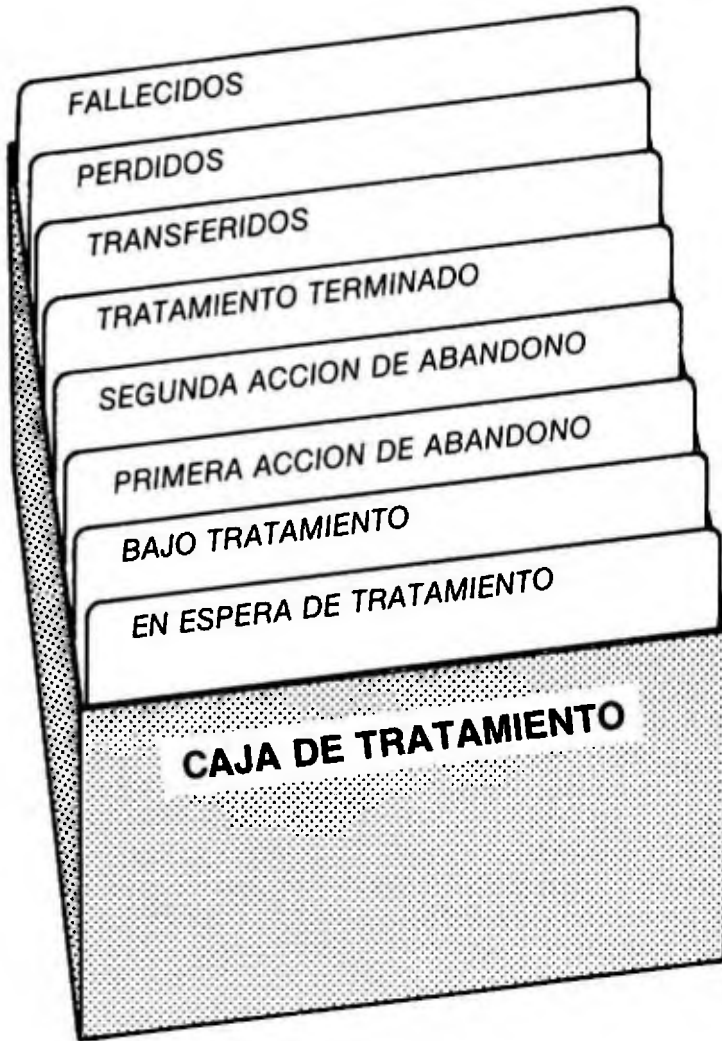 FALLECIDOS
PERDIDOS
TRANSFERIDOS
TRATAMIENTO TERMINADO
SEGUNDA ACCION DE ABANDONO
PRIMERA ACCION DE ABANDONO
BAJO TRATAMIENTO
EN ESPERA DE TRATAMIENTO
CAJA DE TRATAMIENTO